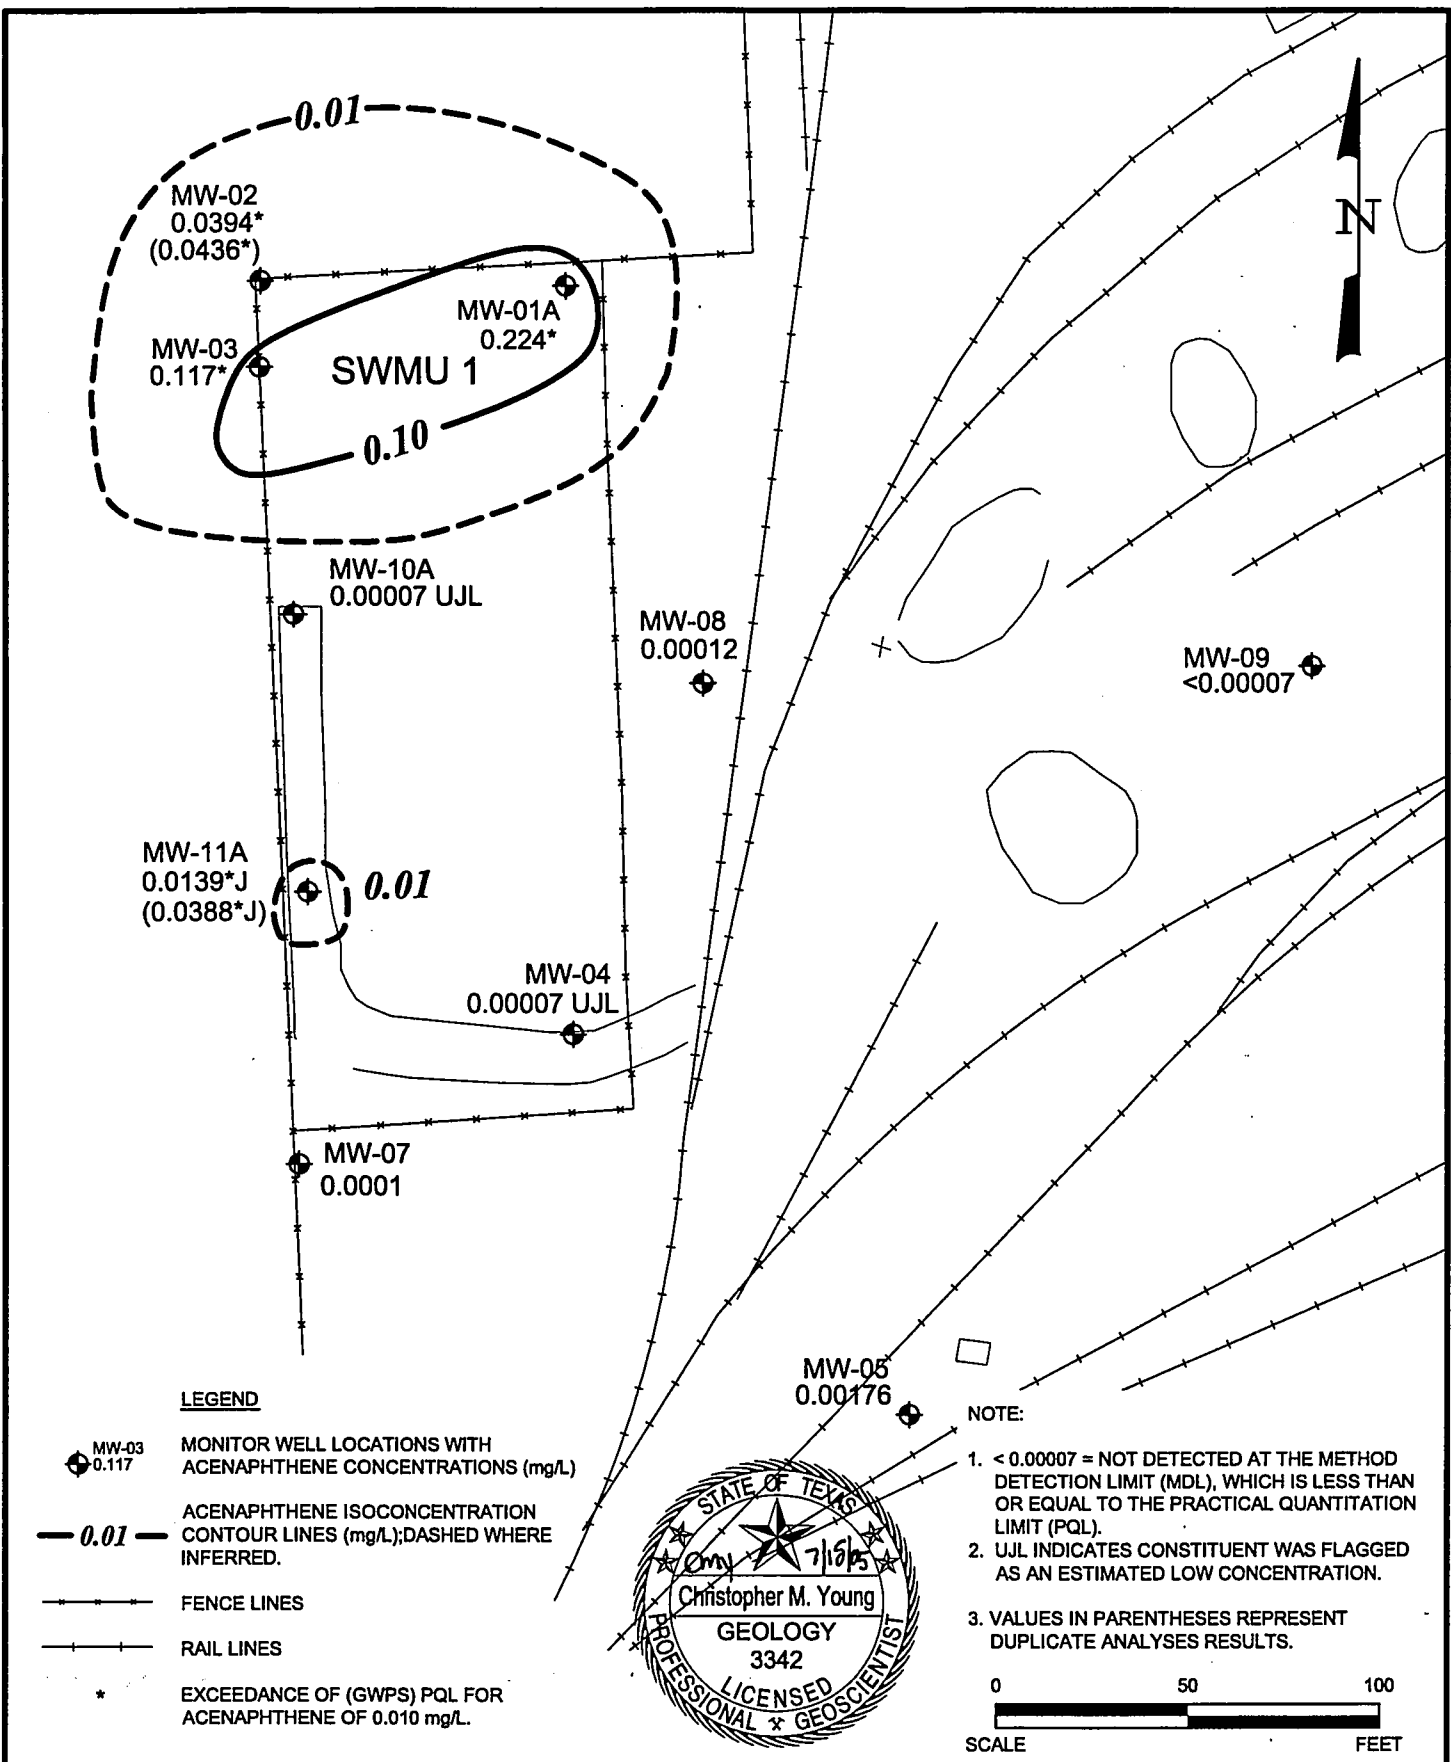 0.01
MW-02
0.0394*
(0.0436*)
N
MW-01A
0.224*
MW-03
0.117*
SWMU 1
0.10
MW-10A
0.00007 UJL
MW-08
0.00012
MW-09
<0.00007
MW-11A
0.0139*J
(0.0388*J)
0.01
MW-04
0.00007 UJL
MW-07
0.0001
MW-05
0.00176
LEGEND
MW-03
0.117
MONITOR WELL LOCATIONS WITH
ACENAPHTHENE CONCENTRATIONS (mg/L)
0.01
ACENAPHTHENE ISOCONCENTRATION
CONTOUR LINES (mg/L);DASHED WHERE
INFERRED.
FENCE LINES
RAIL LINES
*
EXCEEDANCE OF (GWPS) PQL FOR
ACENAPHTHENE OF 0.010 mg/L.
STATE OF TEXAS
7/15/05
Christopher M. Young
GEOLOGY
3342
LICENSED
PROFESSIONAL GEOSCIENTIST
NOTE:
1. < 0.00007 = NOT DETECTED AT THE METHOD
DETECTION LIMIT (MDL), WHICH IS LESS THAN
OR EQUAL TO THE PRACTICAL QUANTITATION
LIMIT (PQL).
2. UJL INDICATES CONSTITUENT WAS FLAGGED
AS AN ESTIMATED LOW CONCENTRATION.
3. VALUES IN PARENTHESES REPRESENT
DUPLICATE ANALYSES RESULTS.
0 50 100
SCALE FEET